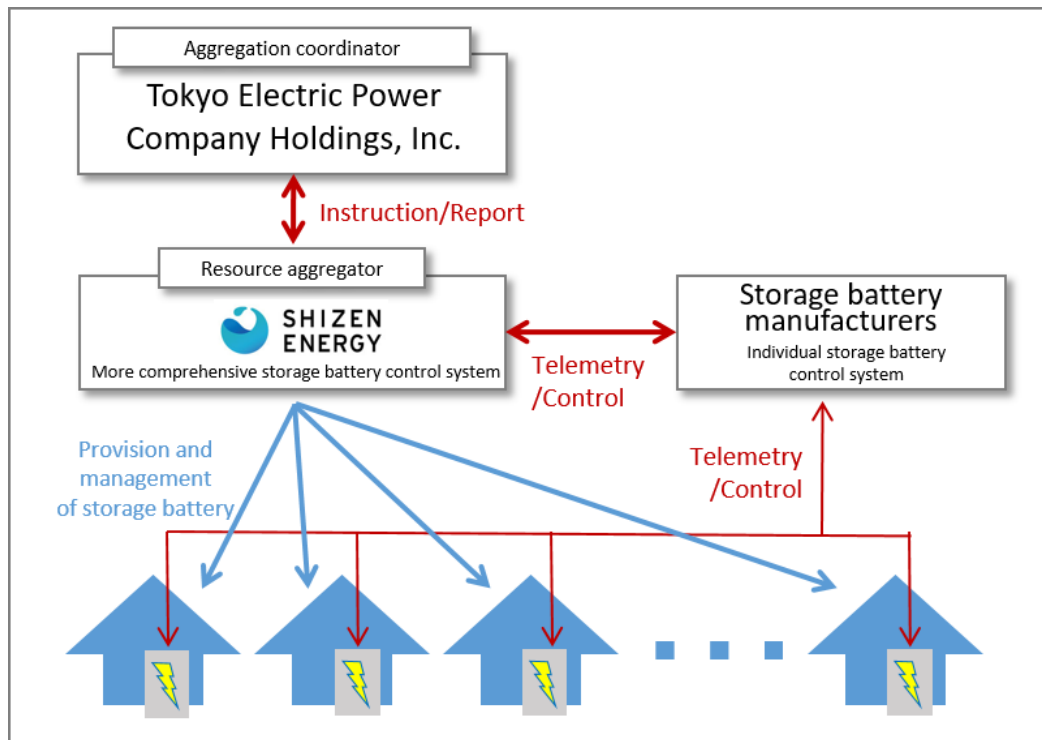 Aggregation coordinator
Tokyo Electric Power
Company Holdings, Inc.
Instruction/Report
Resource aggregator
SHIZEN
ENERGY
More comprehensive storage battery control system
Storage battery
manufacturers
Individual storage battery
control system
Telemetry
/Control
Provision and
management
of storage battery
Telemetry
/Control